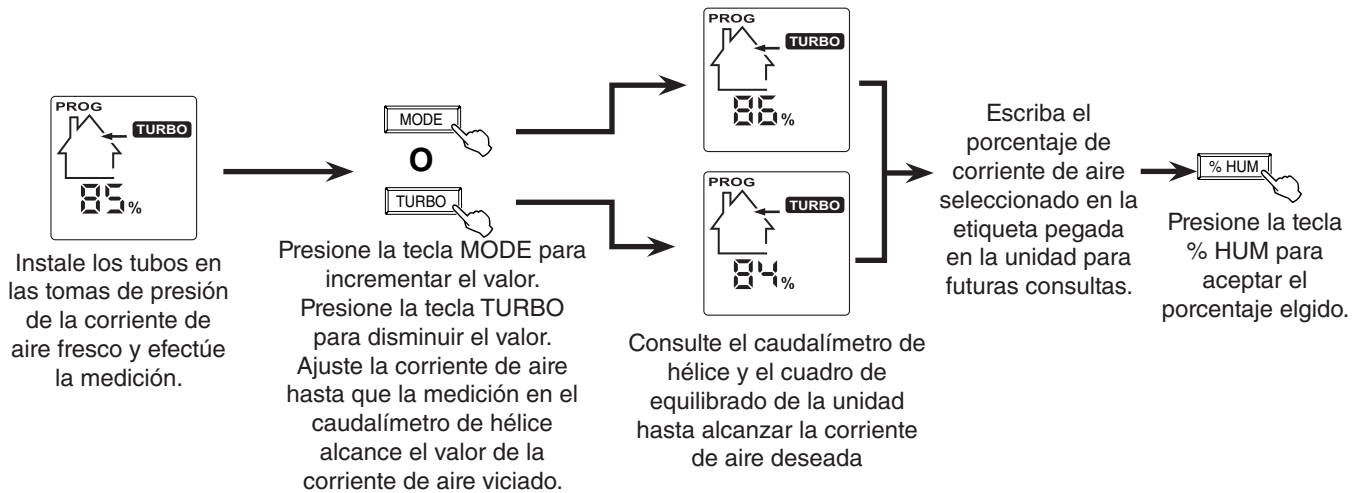 PROG
TURBO
85%
Instale los tubos en
las tomas de presión
de la corriente de
aire fresco y efectúe
la medición.
MODE
O
TURBO
Presione la tecla MODE para
incrementar el valor.
Presione la tecla TURBO
para disminuir el valor.
Ajuste la corriente de aire
hasta que la medición en el
caudalímetro de hélice
alcance el valor de la
corriente de aire viciado.
PROG
TURBO
86%
PROG
TURBO
84%
Consulte el caudalímetro de
hélice y el cuadro de
equilibrado de la unidad
hasta alcanzar la corriente
de aire deseada
Escriba el
porcentaje de
corriente de aire
seleccionado en la
etiqueta pegada
en la unidad para
futuras consultas.
% HUM
Presione la tecla
% HUM para
aceptar el
porcentaje elgido.